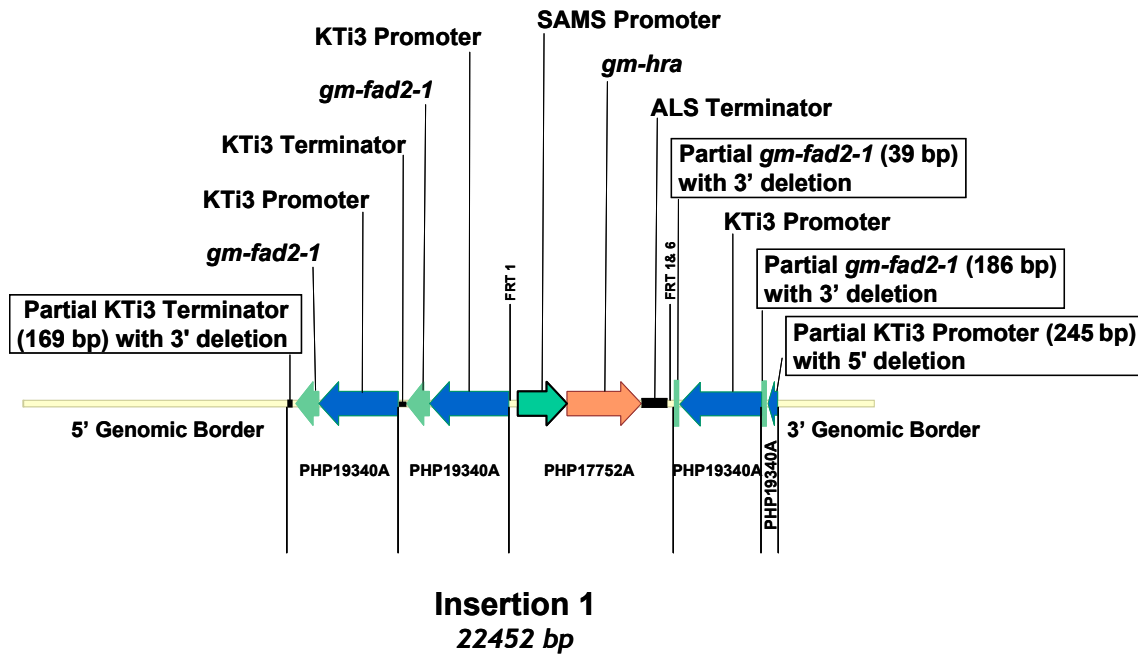 KTi3 Promoter
SAMS Promoter
gm-hra
gm-fad2-1
ALS Terminator
KTi3 Terminator
Partial gm-fad2-1 (39 bp)
with 3’ deletion
KTi3 Promoter
KTi3 Promoter
gm-fad2-1
FRT 1
FRT 1& 6
Partial gm-fad2-1 (186 bp)
with 3’ deletion
Partial KTi3 Terminator
(169 bp) with 3' deletion
Partial KTi3 Promoter (245 bp)
with 5' deletion
5’ Genomic Border
3’ Genomic Border
PHP19340A
PHP19340A
PHP17752A
PHP19340A
PHP19340A
Insertion 1
22452 bp